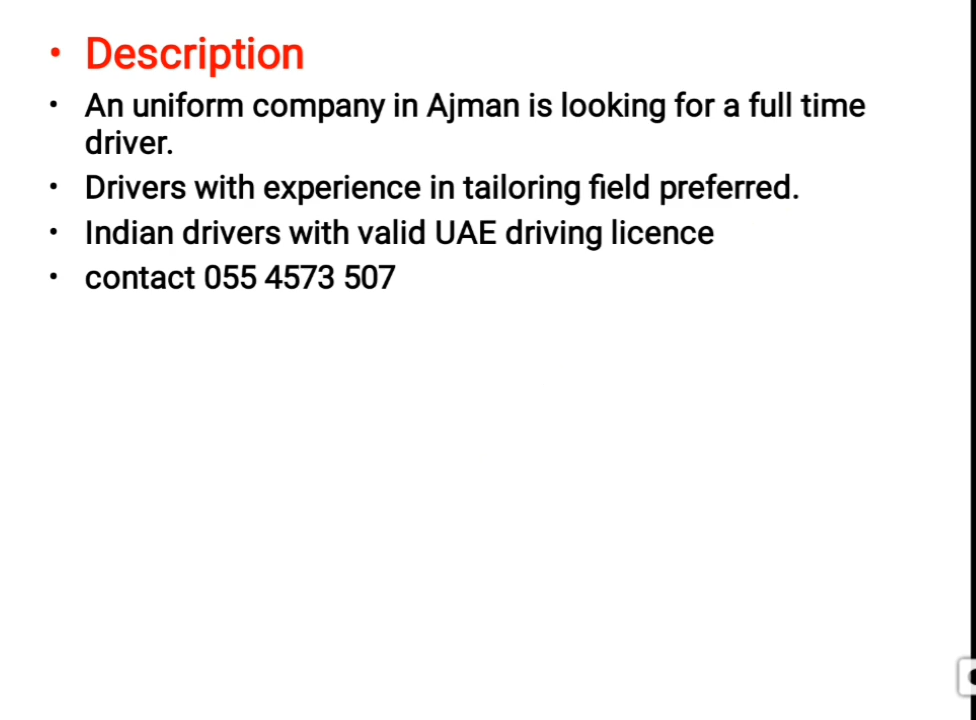 • Description
• An uniform company in Ajman is looking for a full time
driver.
• Drivers with experience in tailoring field preferred.
• Indian drivers with valid UAE driving licence
• contact 055 4573 507